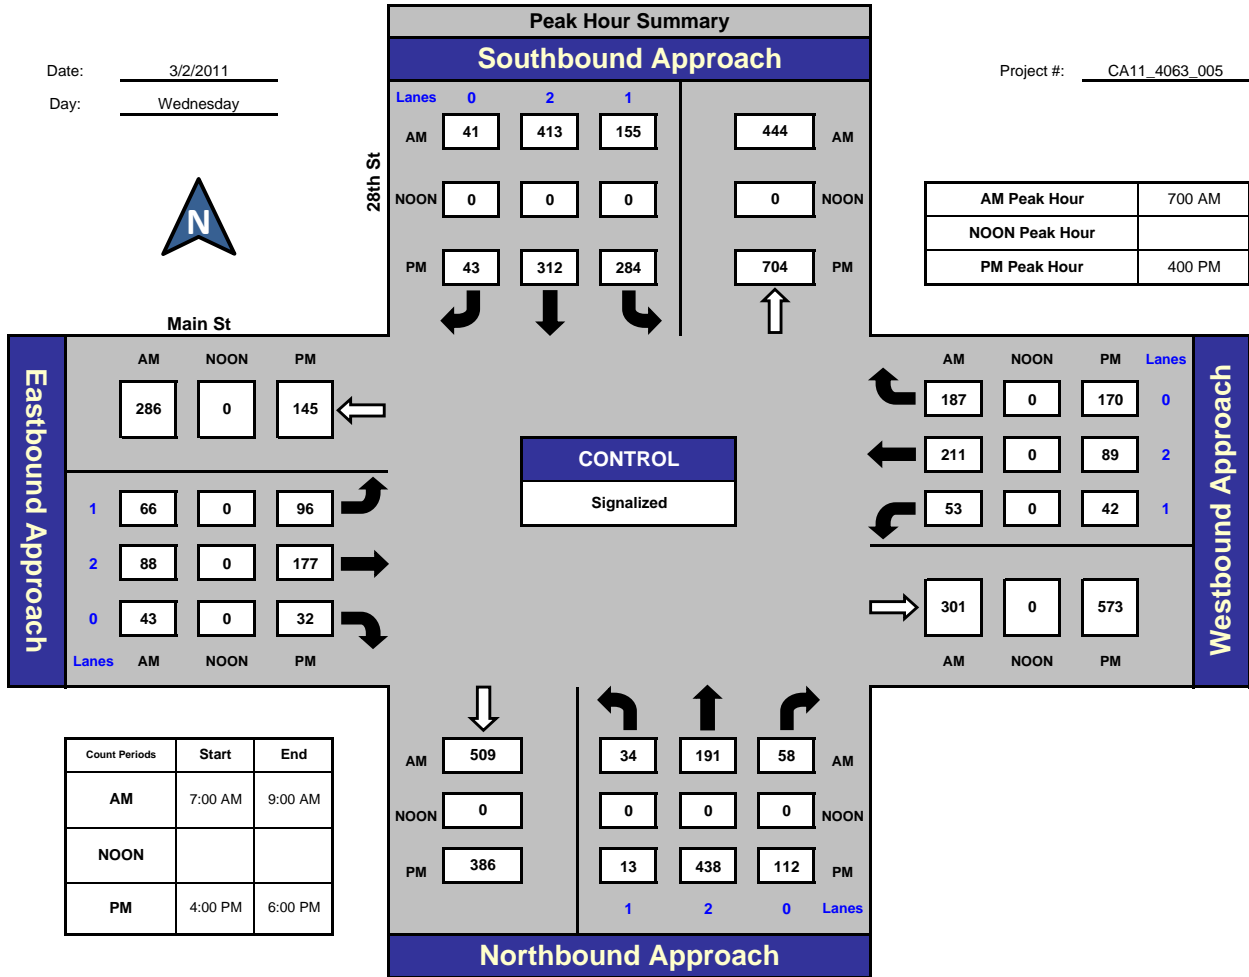 Peak Hour Summary
Southbound Approach
Date: 3/2/2011
Day: Wednesday
Project #: CA11_4063_005
Lanes 0 2 1
AM 41 413 155 444 AM
28th St
NOON 0 0 0 0 NOON
PM 43 312 284 704 PM
N
AM Peak Hour 700 AM
NOON Peak Hour
PM Peak Hour 400 PM
Main St
Eastbound Approach
AM NOON PM
286 0 145
1 66 0 96
2 88 0 177
0 43 0 32
Lanes AM NOON PM
CONTROL
Signalized
AM NOON PM Lanes
187 0 170 0
211 0 89 2
53 0 42 1
301 0 573
AM NOON PM
Westbound Approach
Count Periods Start End
AM 7:00 AM 9:00 AM
NOON
PM 4:00 PM 6:00 PM
AM 509 34 191 58 AM
NOON 0 0 0 0 NOON
PM 386 13 438 112 PM
1 2 0 Lanes
Northbound Approach